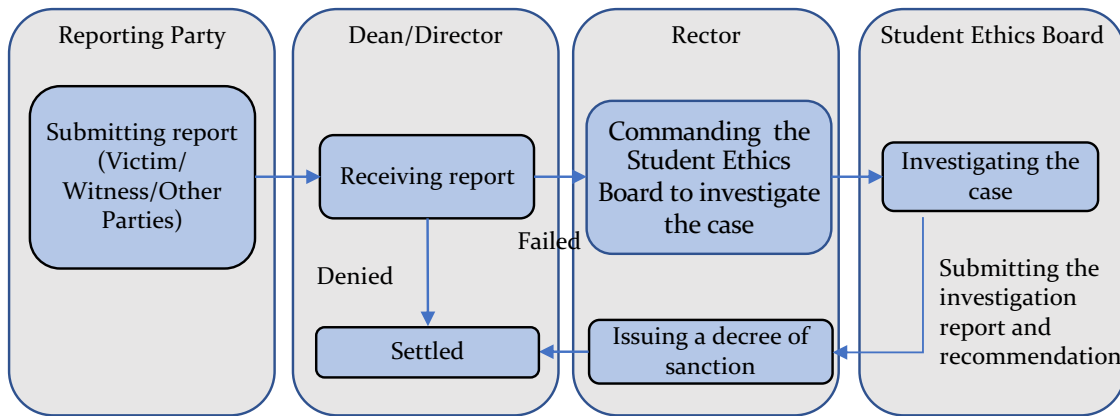 Reporting Party
Dean/Director
Rector
Student Ethics Board
Submitting report
(Victim/
Witness/Other
Parties)
Receiving report
Commanding the
Student Ethics
Board to investigate
the case
Investigating the
case
Failed
Denied
Submitting the
investigation
report and
recommendation
Settled
Issuing a decree of
sanction